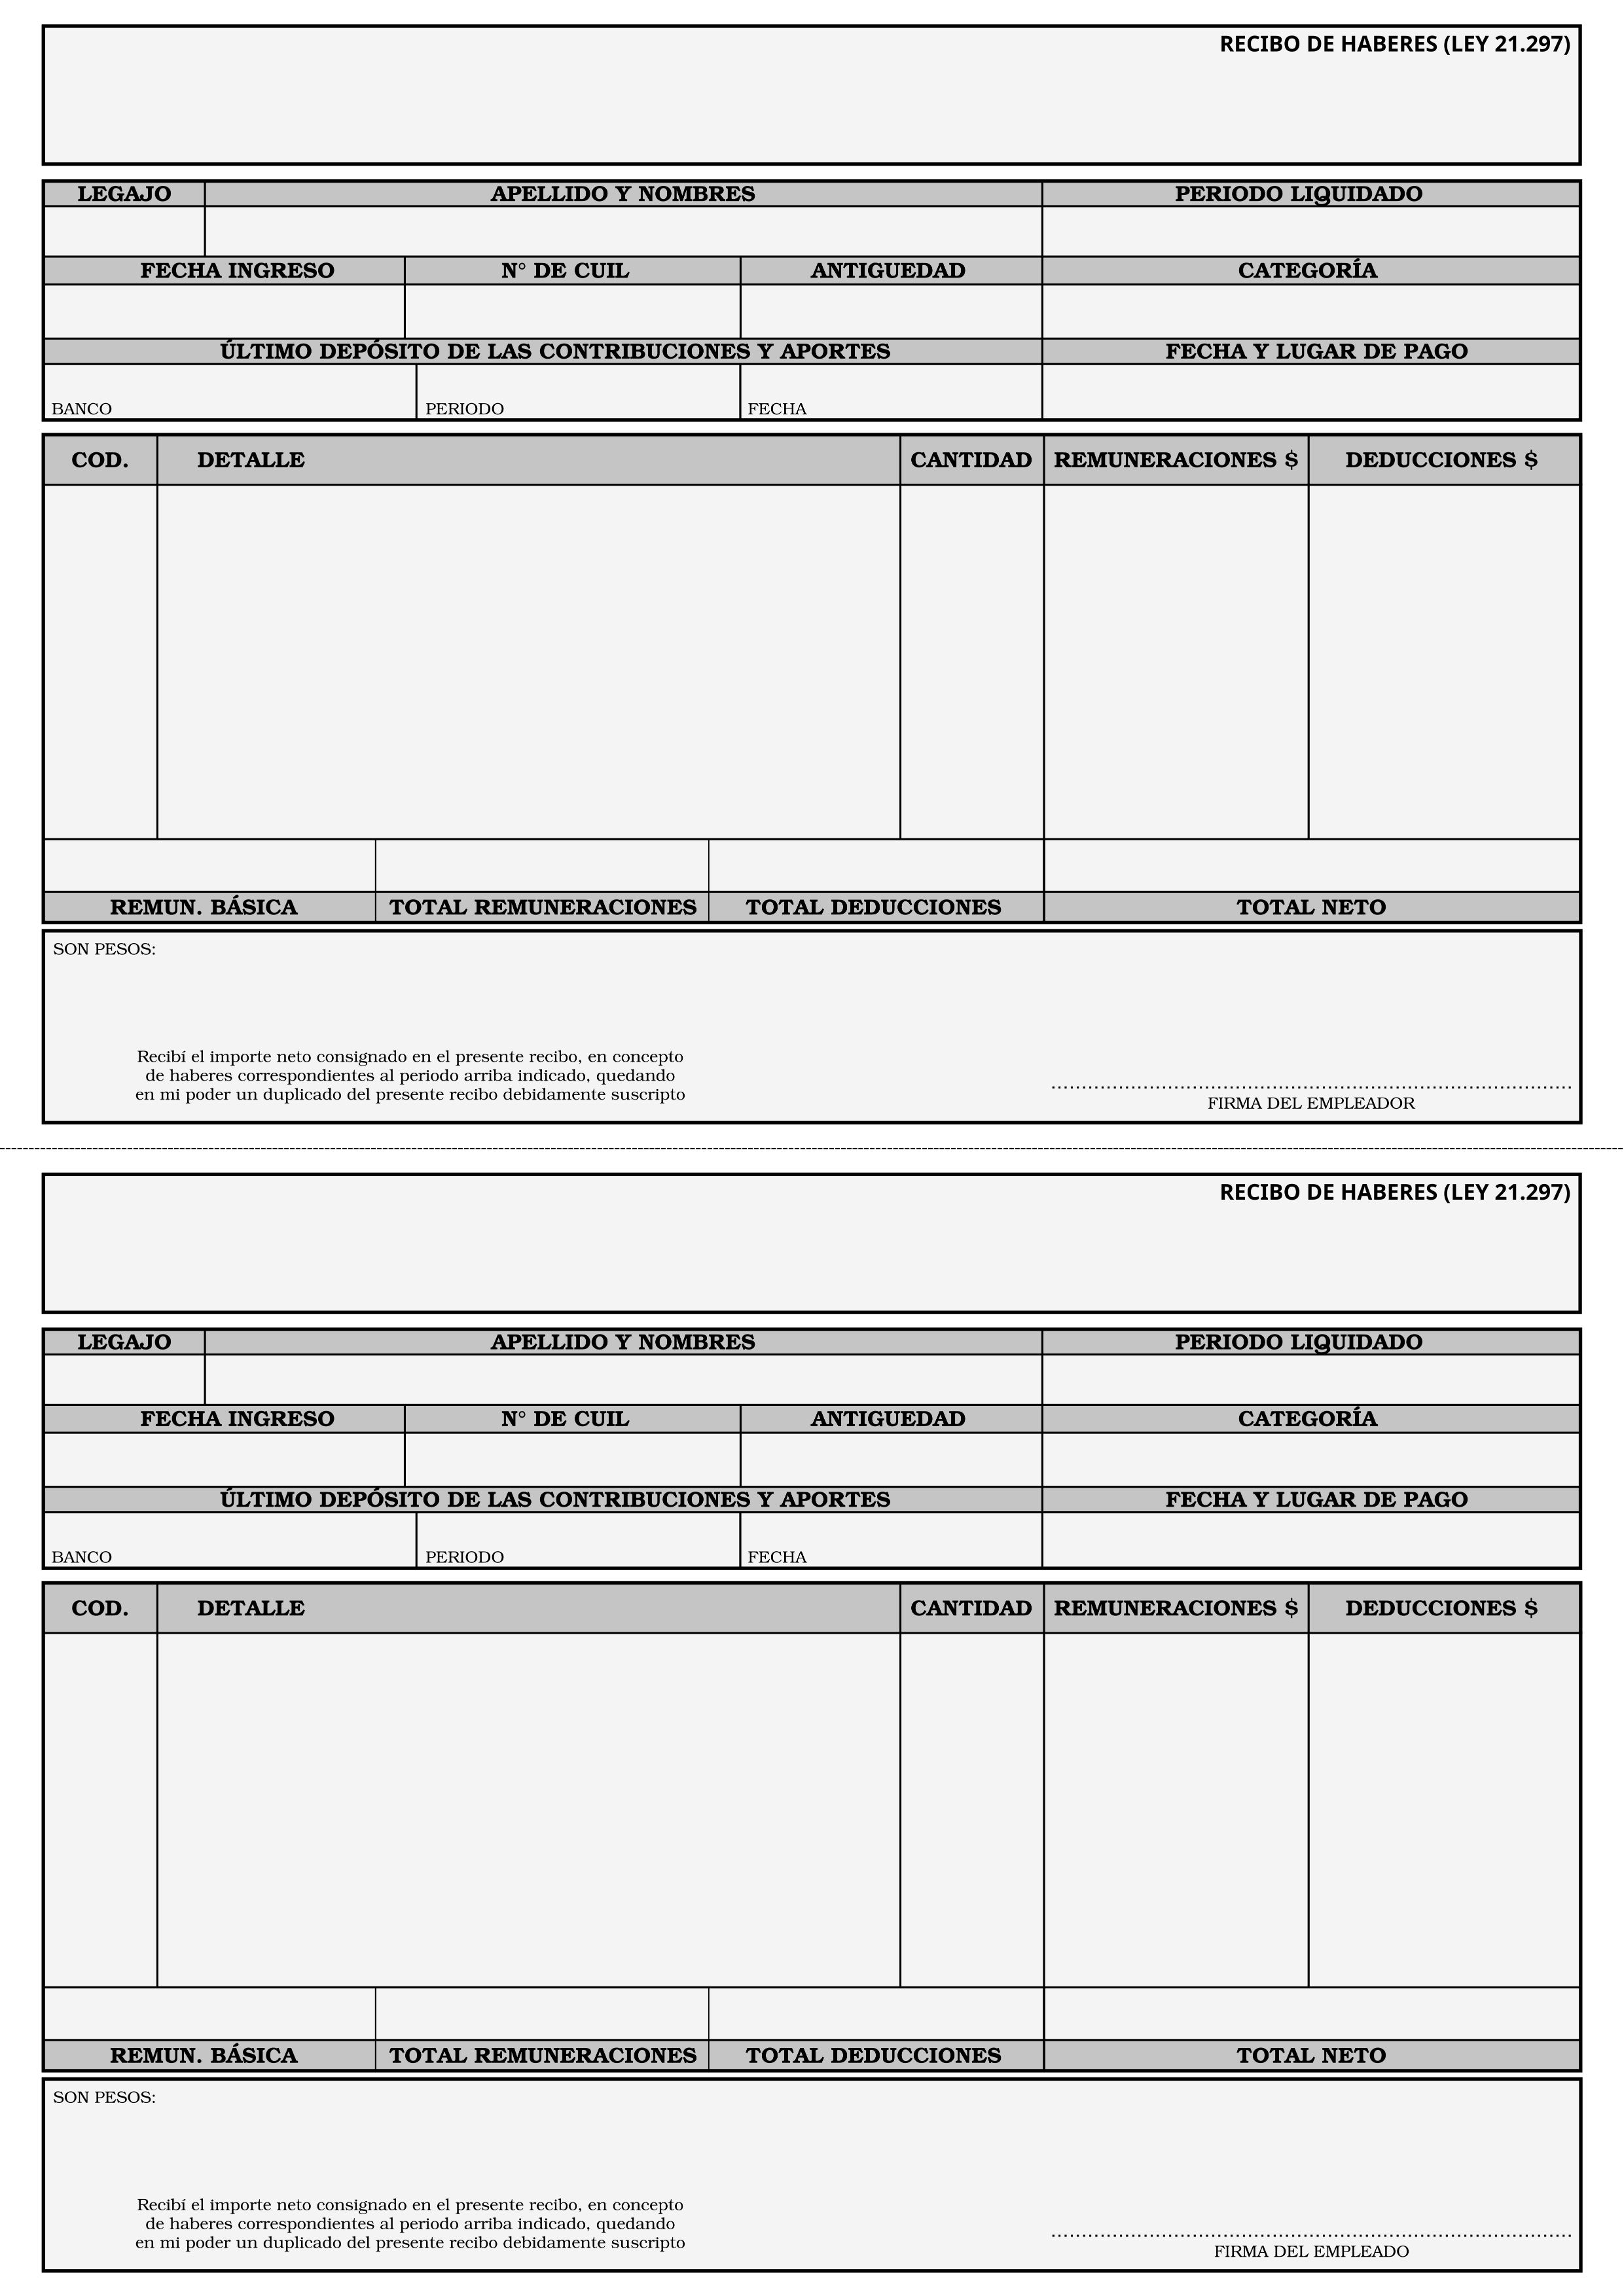 RECIBO DE HABERES (LEY 21.297)
LEGAJO APELLIDO Y NOMBRES PERIODO LIQUIDADO
FECHA INGRESO N° DE CUIL ANTIGUEDAD CATEGORÍA
ÚLTIMO DEPÓSITO DE LAS CONTRIBUCIONES Y APORTES FECHA Y LUGAR DE PAGO
BANCO PERIODO FECHA
COD. DETALLE CANTIDAD REMUNERACIONES $ DEDUCCIONES $
REMUN. BÁSICA TOTAL REMUNERACIONES TOTAL DEDUCCIONES TOTAL NETO
SON PESOS:
Recibí el importe neto consignado en el presente recibo, en concepto
de haberes correspondientes al periodo arriba indicado, quedando
en mi poder un duplicado del presente recibo debidamente suscripto
FIRMA DEL EMPLEADOR
RECIBO DE HABERES (LEY 21.297)
LEGAJO APELLIDO Y NOMBRES PERIODO LIQUIDADO
FECHA INGRESO N° DE CUIL ANTIGUEDAD CATEGORÍA
ÚLTIMO DEPÓSITO DE LAS CONTRIBUCIONES Y APORTES FECHA Y LUGAR DE PAGO
BANCO PERIODO FECHA
COD. DETALLE CANTIDAD REMUNERACIONES $ DEDUCCIONES $
REMUN. BÁSICA TOTAL REMUNERACIONES TOTAL DEDUCCIONES TOTAL NETO
SON PESOS:
Recibí el importe neto consignado en el presente recibo, en concepto
de haberes correspondientes al periodo arriba indicado, quedando
en mi poder un duplicado del presente recibo debidamente suscripto
FIRMA DEL EMPLEADO